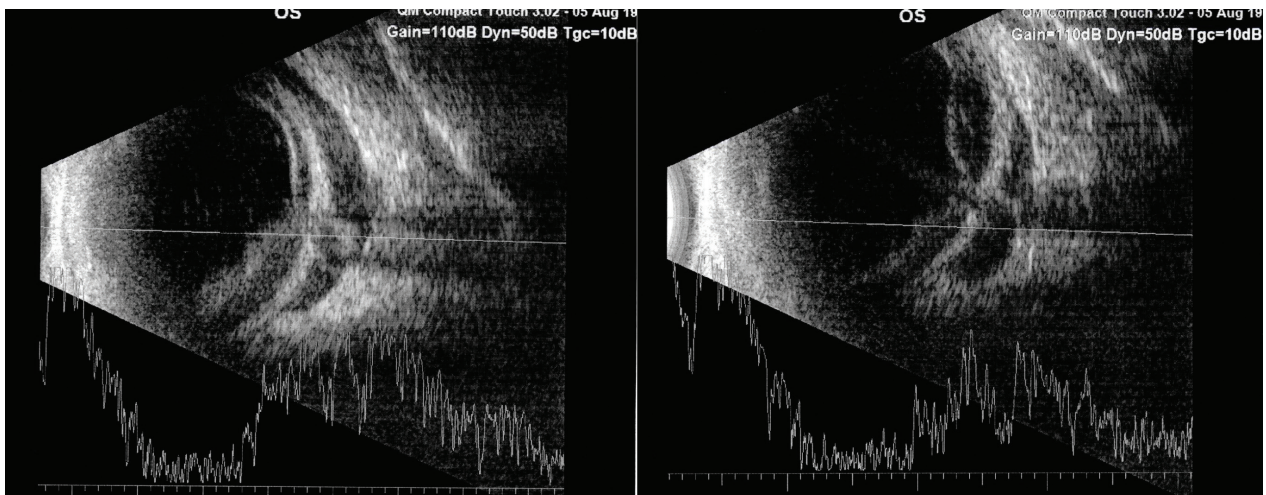 OS
QM Compact Touch 3.02 - 05 Aug 19
Gain=110dB Dyn=50dB Tgc=10dB
OS
QM Compact Touch 3.02 - 05 Aug 19
Gain=110dB Dyn=50dB Tgc=10dB